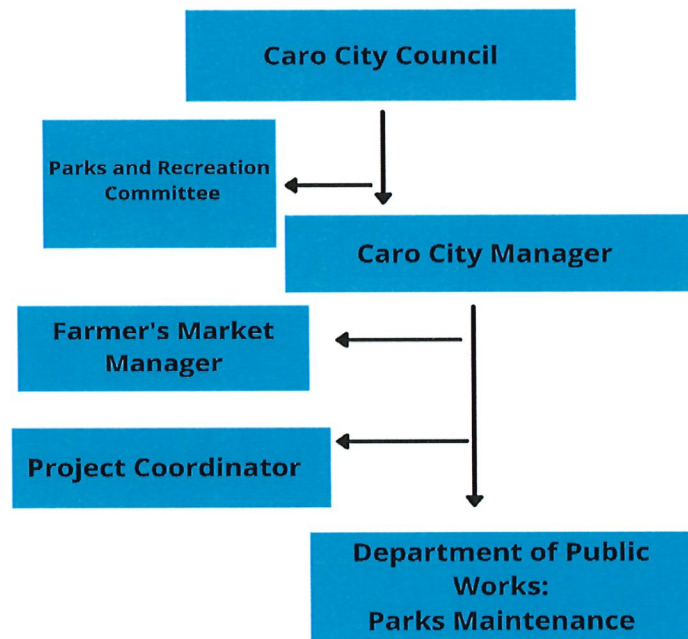 Caro City Council
Parks and Recreation
Committee
Caro City Manager
Farmer's Market
Manager
Project Coordinator
Department of Public
Works:
Parks Maintenance